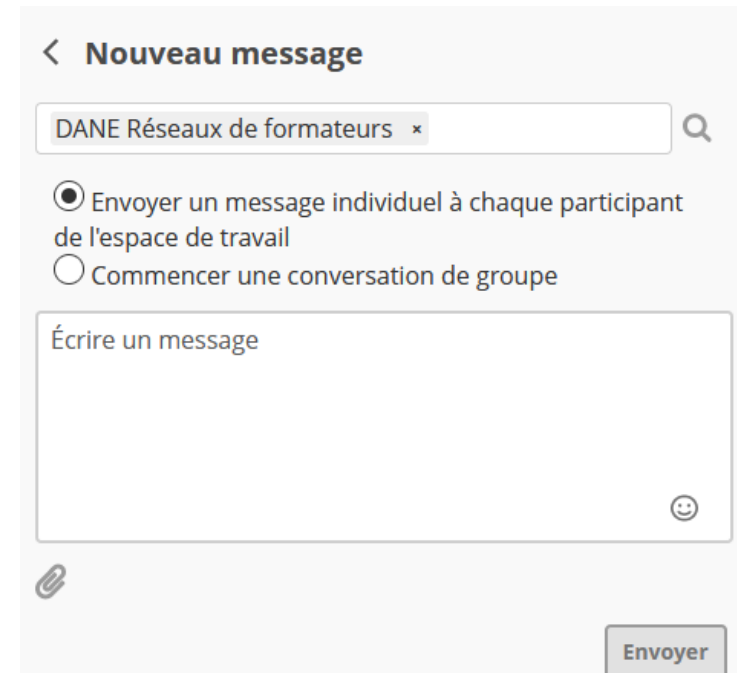 Nouveau message
DANE Réseaux de formateurs ×
Envoyer un message individuel à chaque participant
de l'espace de travail
Commencer une conversation de groupe
Écrire un message
Envoyer